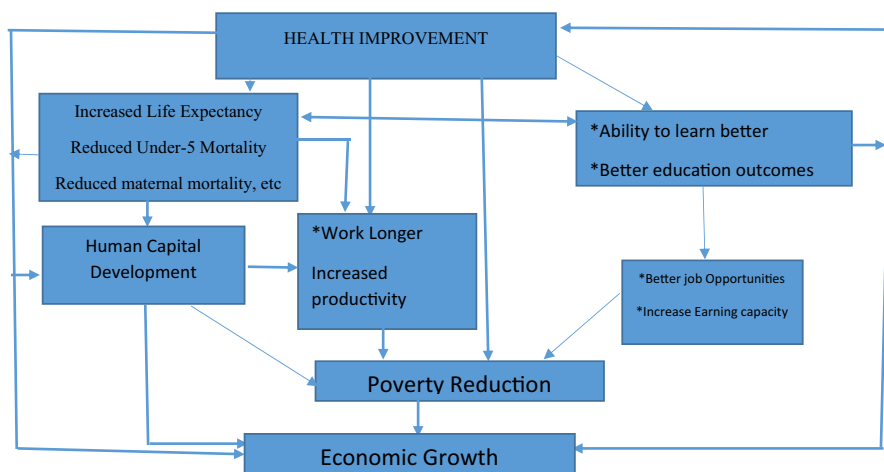 HEALTH IMPROVEMENT
Increased Life Expectancy
Reduced Under-5 Mortality
Reduced maternal mortality, etc
*Ability to learn better
*Better education outcomes
Human Capital
Development
*Work Longer
Increased
productivity
*Better job Opportunities
*Increase Earning capacity
Poverty Reduction
Economic Growth